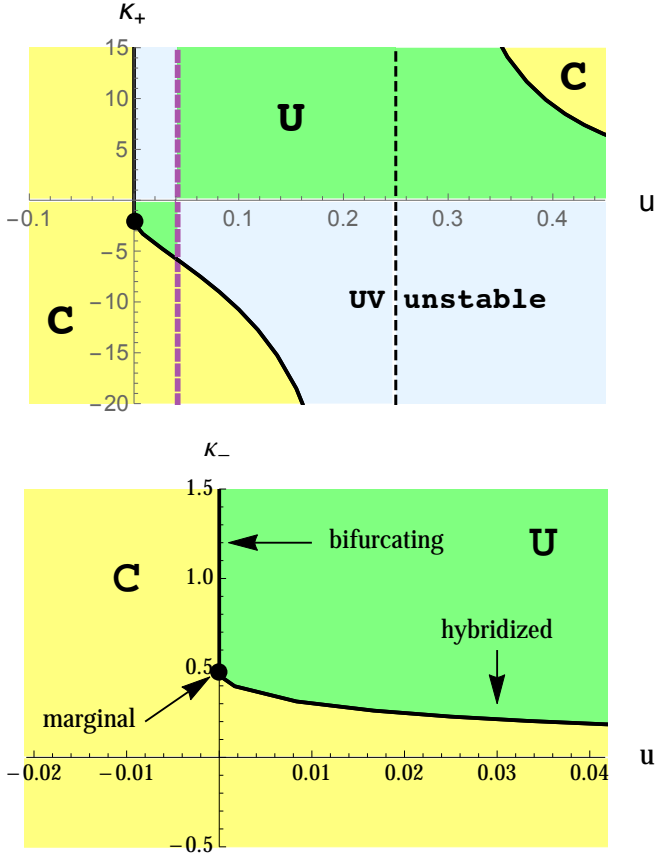 κ₊
15
C
10
U
5
−0.1
0.1
0.2
0.3
0.4
u
−5
UV unstable
C
−10
−15
−20
κ₋
1.5
bifurcating
U
C
1.0
hybridized
0.5
marginal
−0.02
−0.01
0.01
0.02
0.03
0.04
u
−0.5